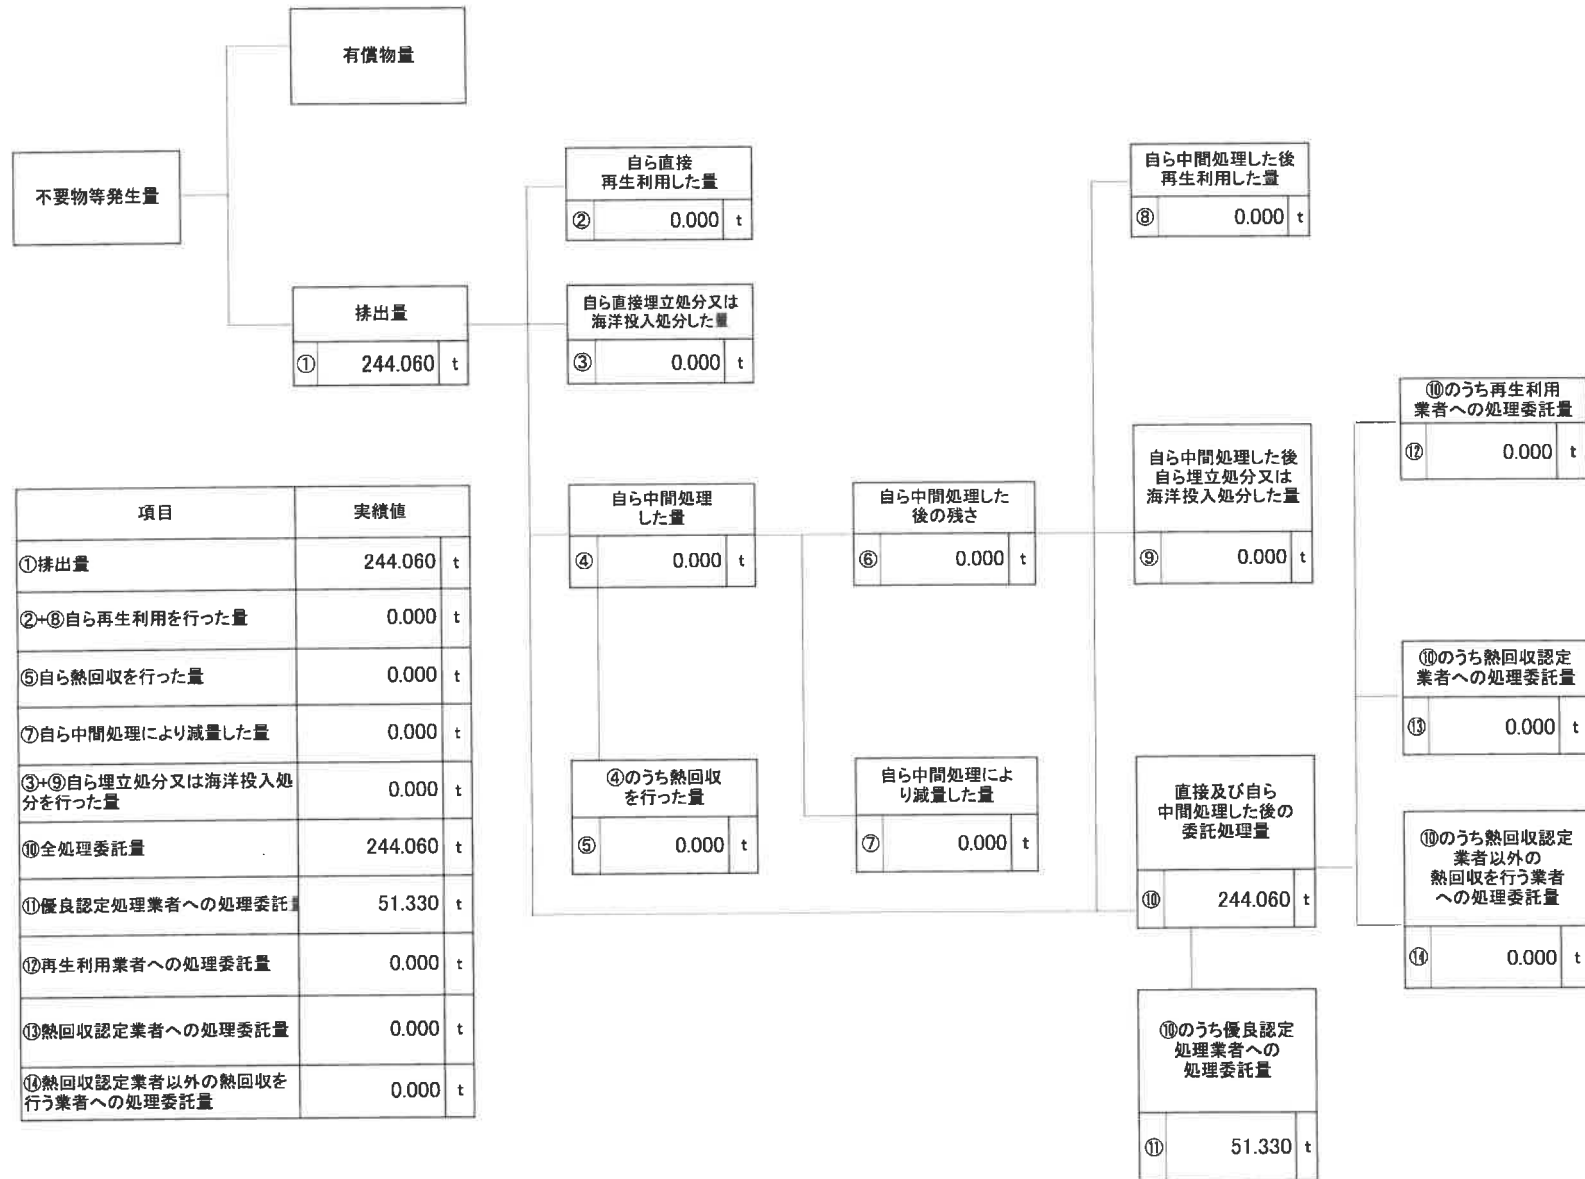 有償物量
不要物等発生量
排出量
① 244.060 t
自ら直接
再生利用した量
② 0.000 t
自ら直接埋立処分又は
海洋投入処分した量
③ 0.000 t
自ら中間処理
した量
④ 0.000 t
④のうち熱回収
を行った量
⑤ 0.000 t
自ら中間処理した
後の残さ
⑥ 0.000 t
自ら中間処理によ
り減量した量
⑦ 0.000 t
自ら中間処理した後
再生利用した量
⑧ 0.000 t
自ら中間処理した後
自ら埋立処分又は
海洋投入処分した量
⑨ 0.000 t
直接及び自ら
中間処理した後の
委託処理量
⑩ 244.060 t
⑩のうち優良認定
処理業者への
処理委託量
⑪ 51.330 t
⑩のうち再生利用
業者への処理委託量
⑫ 0.000 t
⑩のうち熱回収認定
業者への処理委託量
⑬ 0.000 t
⑩のうち熱回収認定
業者以外の
熱回収を行う業者
への処理委託量
⑭ 0.000 t
項目 実績値
①排出量 244.060 t
②+⑧自ら再生利用を行った量 0.000 t
⑤自ら熱回収を行った量 0.000 t
⑦自ら中間処理により減量した量 0.000 t
③+⑨自ら埋立処分又は海洋投入処
分を行った量 0.000 t
⑩全処理委託量 244.060 t
⑪優良認定処理業者への処理委託量 51.330 t
⑫再生利用業者への処理委託量 0.000 t
⑬熱回収認定業者への処理委託量 0.000 t
⑭熱回収認定業者以外の熱回収を
行う業者への処理委託量 0.000 t